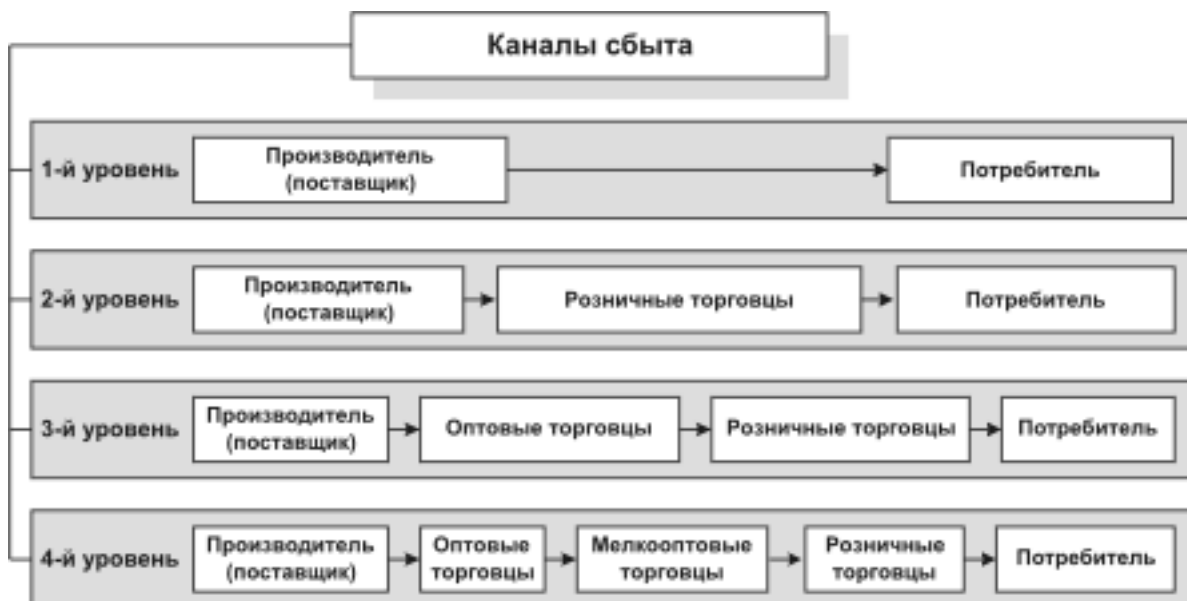 Каналы сбыта
1-й уровень
Производитель
(поставщик)
Потребитель
2-й уровень
Производитель
(поставщик)
Розничные торговцы
Потребитель
3-й уровень
Производитель
(поставщик)
Оптовые торговцы
Розничные торговцы
Потребитель
4-й уровень
Производитель
(поставщик)
Оптовые
торговцы
Мелкооптовые
торговцы
Розничные
торговцы
Потребитель